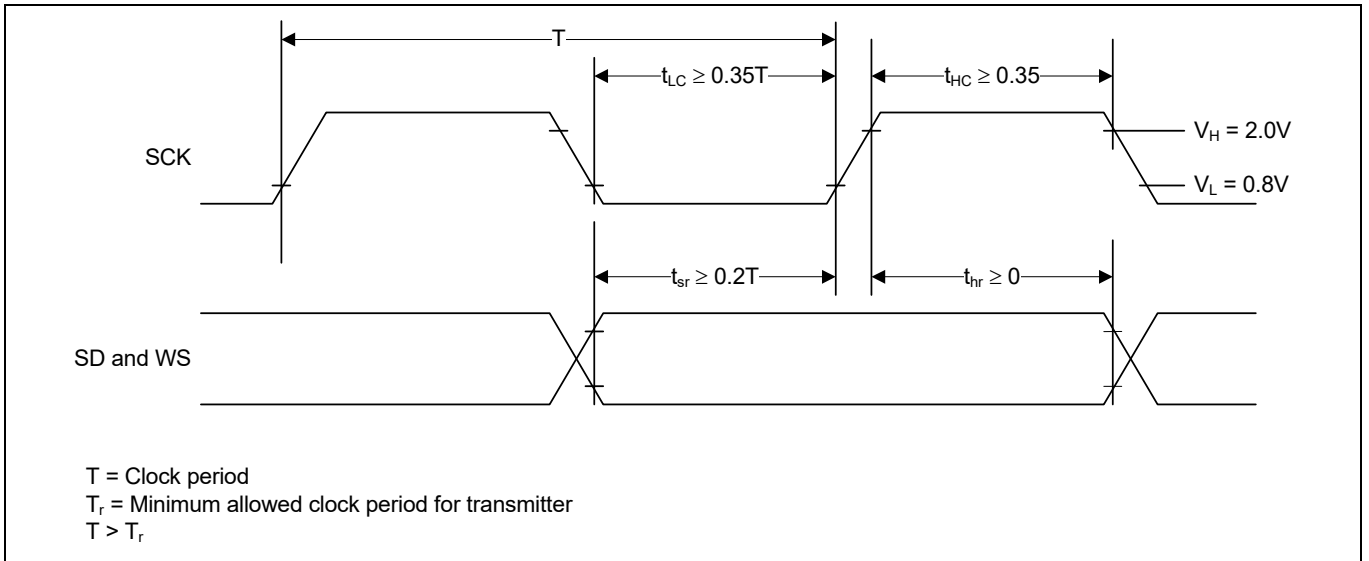 T
t_LC ≥ 0.35T
t_HC ≥ 0.35
V_H = 2.0V
SCK
V_L = 0.8V
t_sr ≥ 0.2T
t_hr ≥ 0
SD and WS
T = Clock period
T_r = Minimum allowed clock period for transmitter
T > T_r